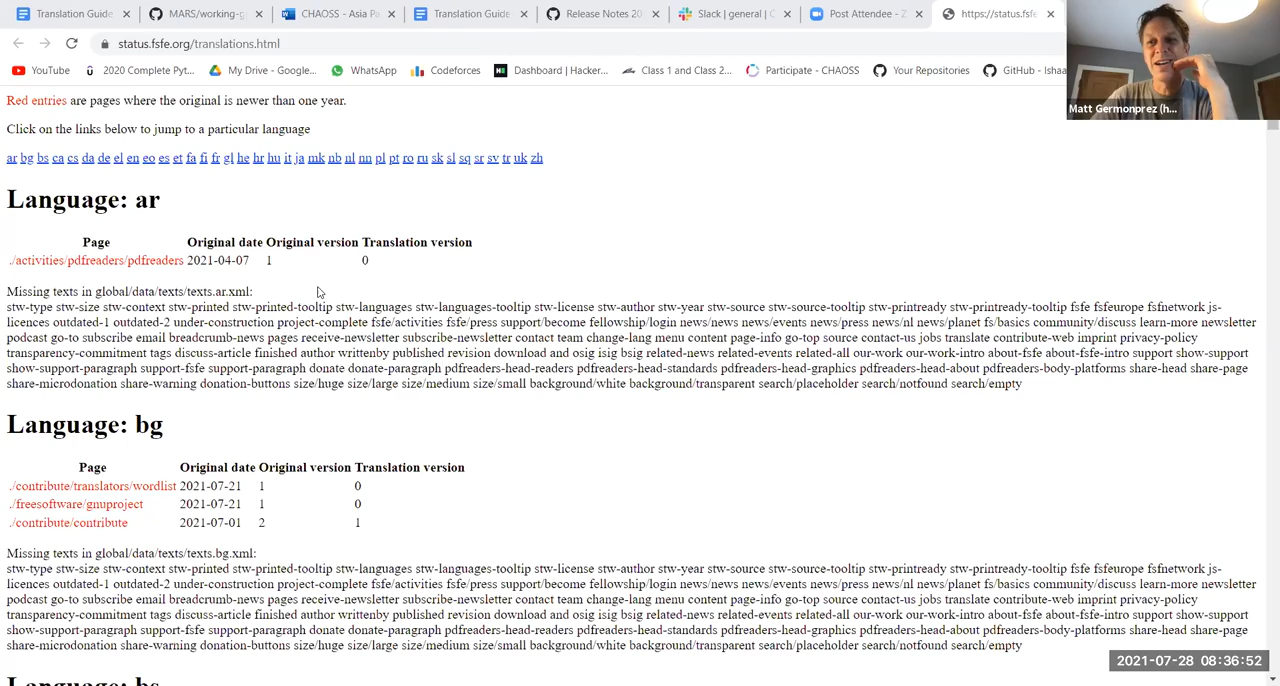 Translation Guide
MARS/working-g
CHAOSS - Asia Pa
Translation Guide
Release Notes 20
Slack | general | C
Post Attendee - Z
https://status.fsfe
status.fsfe.org/translations.html
YouTube
2020 Complete Pyt...
My Drive - Google...
WhatsApp
Codeforces
Dashboard | Hacker...
Class 1 and Class 2...
Participate - CHAOSS
Your Repositories
GitHub - Ishaa
Matt Germonprez (h...
Red entries are pages where the original is newer than one year.
Click on the links below to jump to a particular language
ar bg bs ca cs da de el en eo es et fa fi fr gl he hr hu it ja mk nb nl nn pl pt ro ru sk sl sq sr sv tr uk zh
Language: ar
Page Original date Original version Translation version
./activities/pdfreaders/pdfreaders 2021-04-07 1 0
Missing texts in global/data/texts/texts.ar.xml:
stw-type stw-size stw-context stw-printed stw-printed-tooltip stw-languages stw-languages-tooltip stw-license stw-author stw-year stw-source stw-source-tooltip stw-printready stw-printready-tooltip fsfe fsfeurope fsfnetwork js-
licences outdated-1 outdated-2 under-construction project-complete fsfe/activities fsfe/press support/become fellowship/login news/news news/events news/press news/nl news/planet fs/basics community/discuss learn-more newsletter
podcast go-to subscribe email breadcrumb-news pages receive-newsletter subscribe-newsletter contact team change-lang menu content page-info go-top source contact-us jobs translate contribute-web imprint privacy-policy
transparency-commitment tags discuss-article finished author writtenby published revision download and osig isig bsig related-news related-events related-all our-work our-work-intro about-fsfe about-fsfe-intro support show-support
show-support-paragraph support-fsfe support-paragraph donate donate-paragraph pdfreaders-head-readers pdfreaders-head-standards pdfreaders-head-graphics pdfreaders-head-about pdfreaders-body-platforms share-head share-page
share-microdonation share-warning donation-buttons size/huge size/large size/medium size/small background/white background/transparent search/placeholder search/notfound search/empty
Language: bg
Page Original date Original version Translation version
./contribute/translators/wordlist 2021-07-21 1 0
./freesoftware/gnuproject 2021-07-21 1 0
./contribute/contribute 2021-07-01 2 1
Missing texts in global/data/texts/texts.bg.xml:
stw-type stw-size stw-context stw-printed stw-printed-tooltip stw-languages stw-languages-tooltip stw-license stw-author stw-year stw-source stw-source-tooltip stw-printready stw-printready-tooltip fsfe fsfeurope fsfnetwork js-
licences outdated-1 outdated-2 under-construction project-complete fsfe/activities fsfe/press support/become fellowship/login news/news news/events news/press news/nl news/planet fs/basics community/discuss learn-more newsletter
podcast go-to subscribe email breadcrumb-news pages receive-newsletter subscribe-newsletter contact team change-lang menu content page-info go-top source contact-us jobs translate contribute-web imprint privacy-policy
transparency-commitment tags discuss-article finished author writtenby published revision download and osig isig bsig related-news related-events related-all our-work our-work-intro about-fsfe about-fsfe-intro support show-support
show-support-paragraph support-fsfe support-paragraph donate donate-paragraph pdfreaders-head-readers pdfreaders-head-standards pdfreaders-head-graphics pdfreaders-head-about pdfreaders-body-platforms share-head share-page
share-microdonation share-warning donation-buttons size/huge size/large size/medium size/small background/white background/transparent search/placeholder search/notfound search/empty
2021-07-28 08:36:52
Language: bs